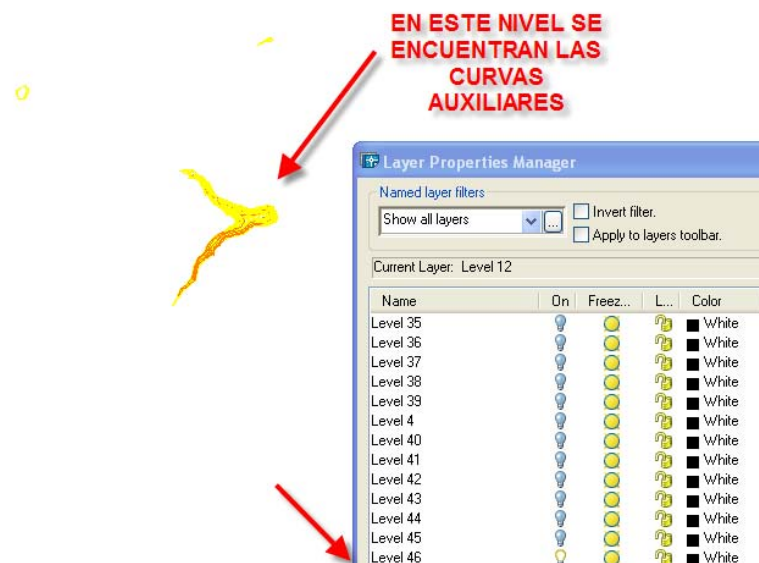 EN ESTE NIVEL SE
ENCUENTRAN LAS
CURVAS
AUXILIARES
Layer Properties Manager
Named layer filters
Show all layers
...
Invert filter.
Apply to layers toolbar.
Current Layer: Level 12
Name On Freez... L... Color
Level 35 White
Level 36 White
Level 37 White
Level 38 White
Level 39 White
Level 4 White
Level 40 White
Level 41 White
Level 42 White
Level 43 White
Level 44 White
Level 45 White
Level 46 White